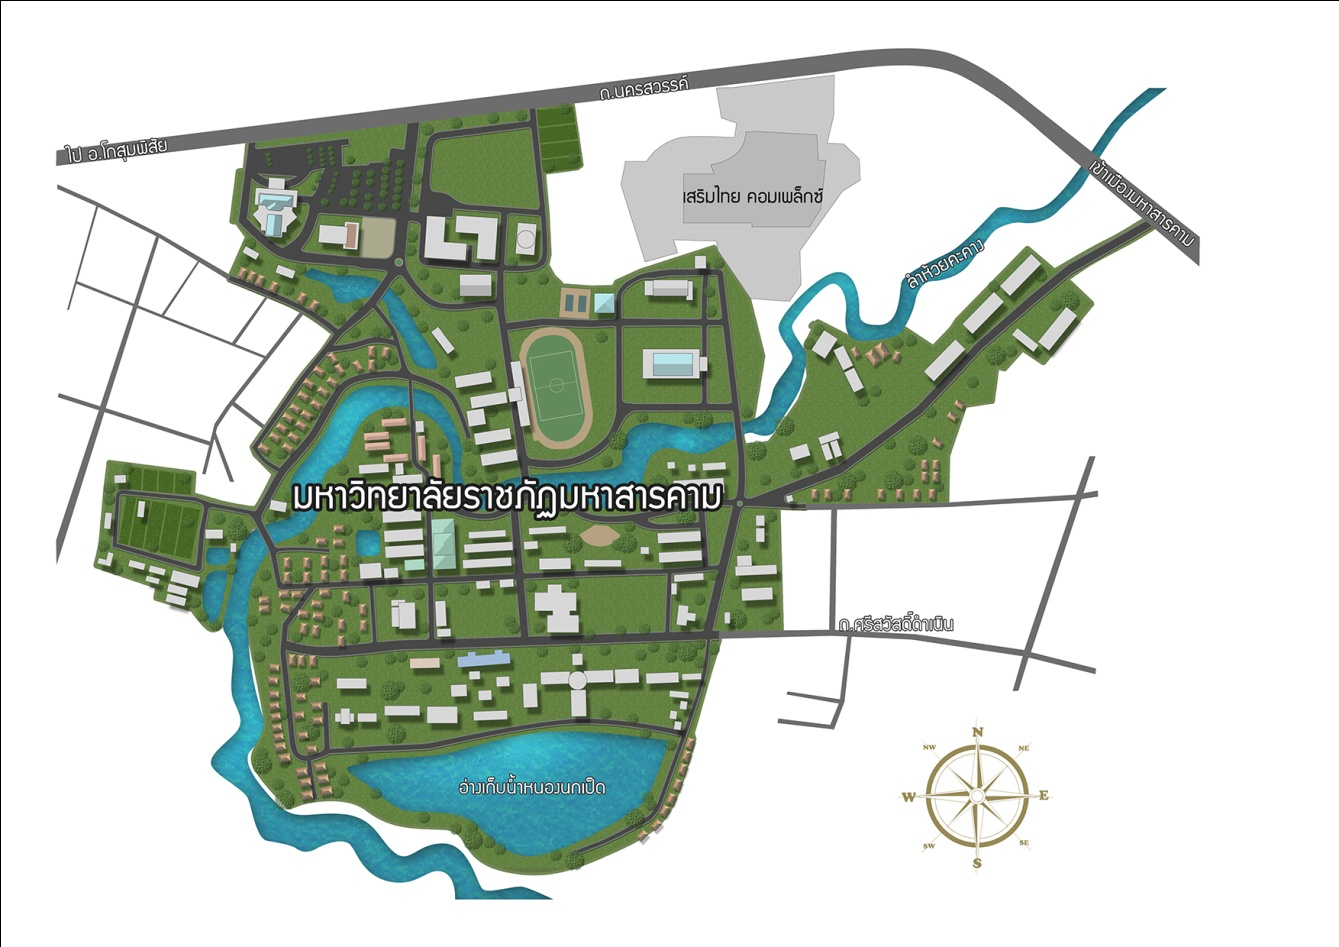 ถ.นครสวรรค์
ไป อ.โกสุมพิสัย
เข้าเมืองมหาสารคาม
เสริมไทย คอมเพล็กซ์
ลำห้วยคะคาง
มหาวิทยาลัยราชภัฏมหาสารคาม
ถ.ศรีสวัสดิ์ดำเนิน
อ่างเก็บน้ำหนองนกเป็ด
N
NW NE
W E
SW SE
S